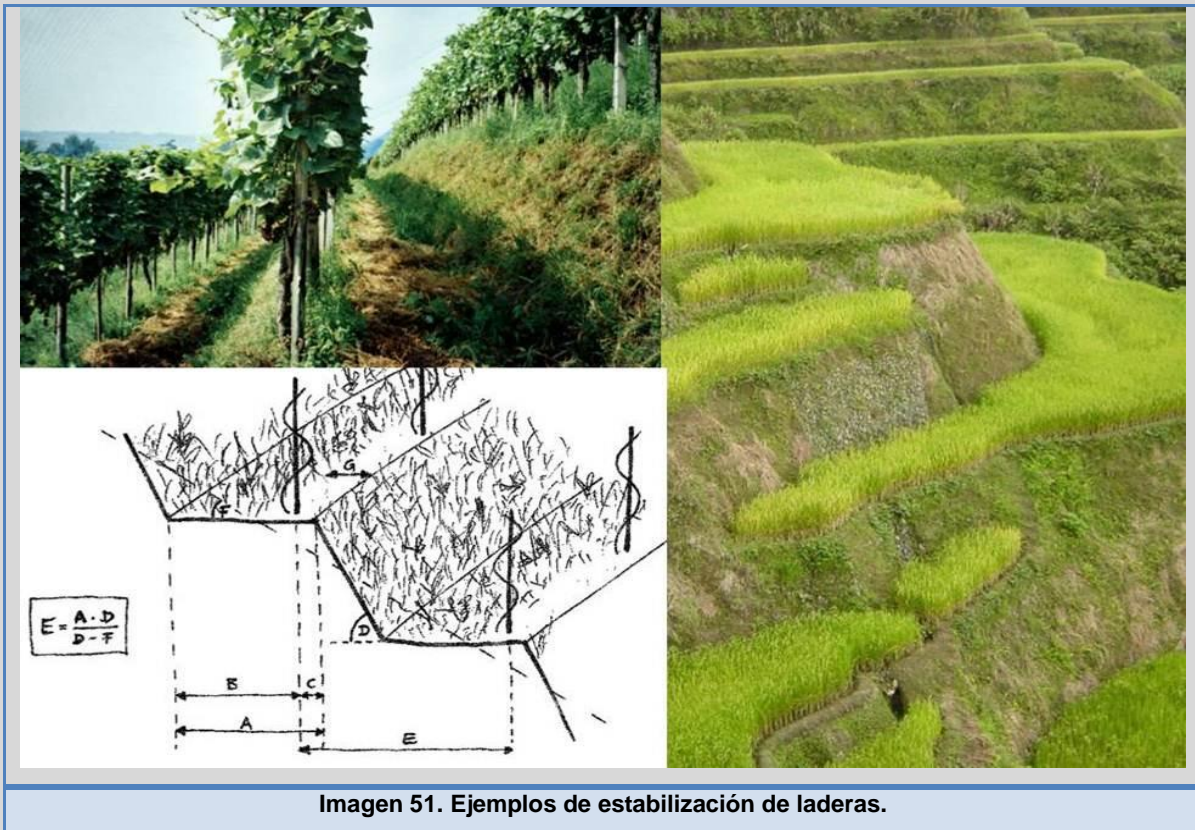 G
F
D
E = A · D / D - F
B
C
A
E
Imagen 51. Ejemplos de estabilización de laderas.